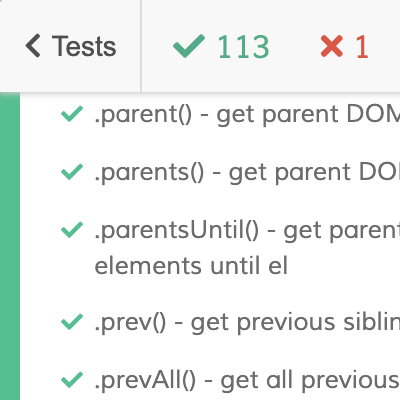 Tests 113 1
.parent() - get parent DOM
.parents() - get parent DO
.parentsUntil() - get parent
elements until el
.prev() - get previous siblin
.prevAll() - get all previous